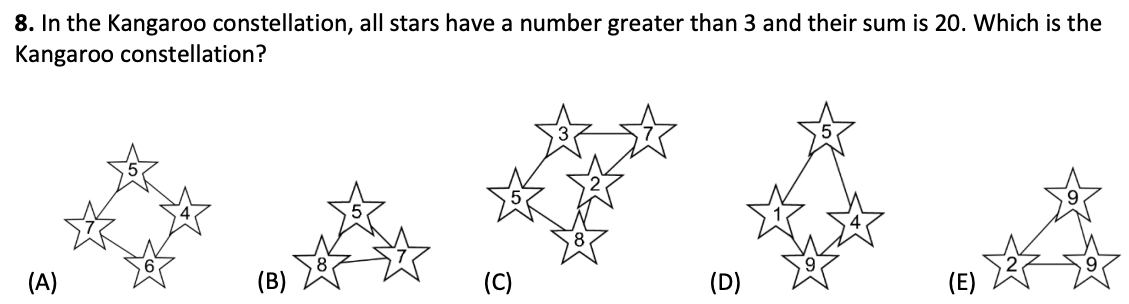 8. In the Kangaroo constellation, all stars have a number greater than 3 and their sum is 20. Which is the
Kangaroo constellation?
5
7
4
6
(A)
5
8
7
(B)
3
7
5
2
8
(C)
5
1
4
9
(D)
9
2
9
(E)